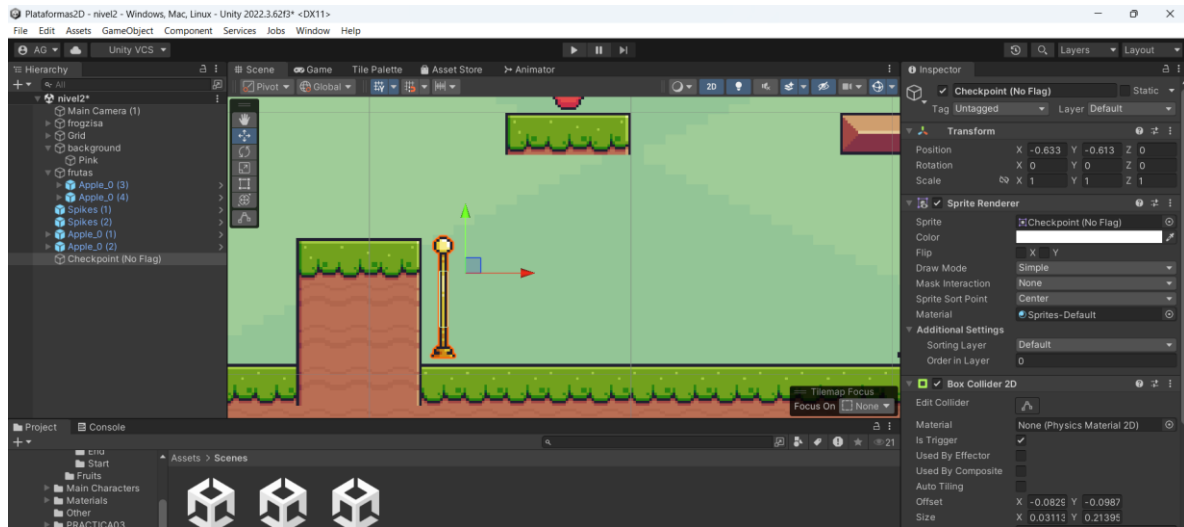 Plataformas2D - nivel2 - Windows, Mac, Linux - Unity 2022.3.62f3* <DX11>
File Edit Assets GameObject Component Services Jobs Window Help
AG Unity VCS Layers Layout
Hierarchy
All
nivel2*
Main Camera (1)
frogzisa
Grid
background
Pink
frutas
Apple_0 (3)
Apple_0 (4)
Spikes (1)
Spikes (2)
Apple_0 (1)
Apple_0 (2)
Checkpoint (No Flag)
Scene Game Tile Palette Asset Store Animator
Pivot Global 2D
Tilemap Focus
Focus On None
Inspector
Checkpoint (No Flag) Static
Tag Untagged Layer Default
Transform
Position X -0.633 Y -0.613 Z 0
Rotation X 0 Y 0 Z 0
Scale X 1 Y 1 Z 1
Sprite Renderer
Sprite Checkpoint (No Flag)
Color
Flip X Y
Draw Mode Simple
Mask Interaction None
Sprite Sort Point Center
Material Sprites-Default
Additional Settings
Sorting Layer Default
Order in Layer 0
Box Collider 2D
Edit Collider
Material None (Physics Material 2D)
Is Trigger
Used By Effector
Used By Composite
Auto Tiling
Offset X -0.0829 Y -0.0987
Size X 0.03113 Y 0.21395
Project Console
21
End
Start
Fruits
Main Characters
Materials
Other
PRACTICA03
Assets > Scenes